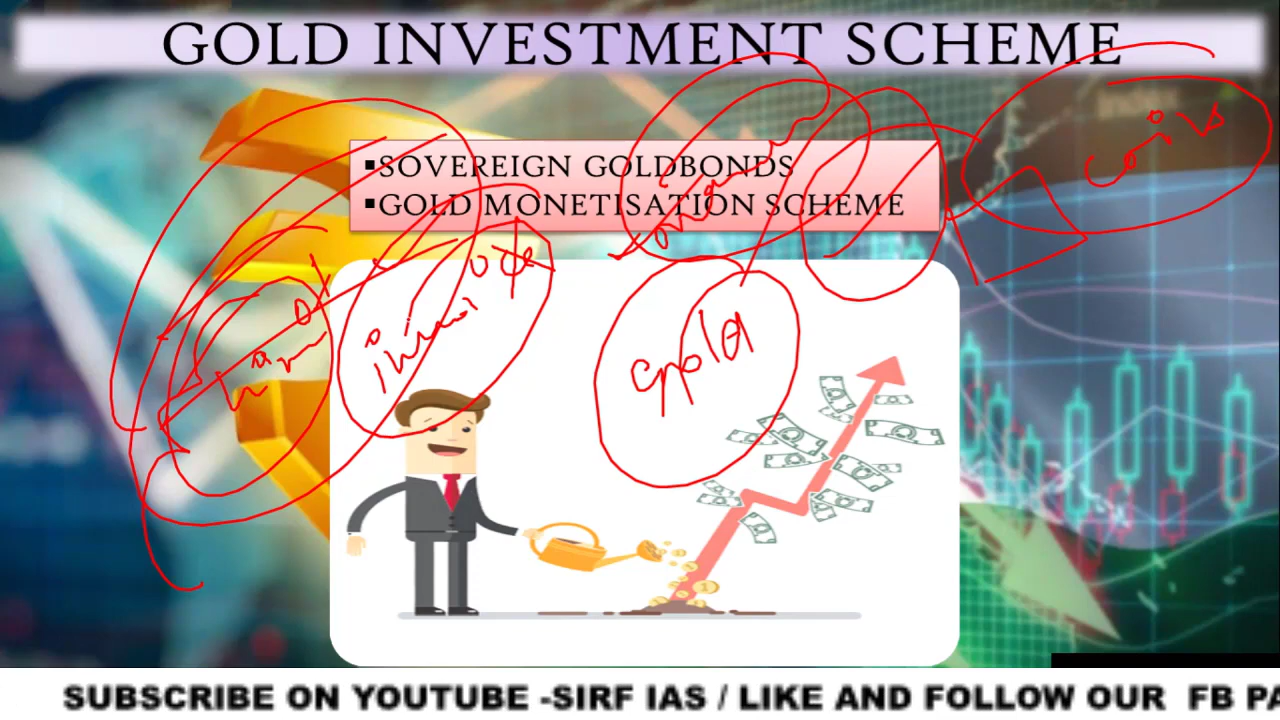 GOLD INVESTMENT SCHEME
▪SOVEREIGN GOLDBONDS
▪GOLD MONETISATION SCHEME
Coins
Gold
SUBSCRIBE ON YOUTUBE -SIRF IAS / LIKE AND FOLLOW OUR FB PA